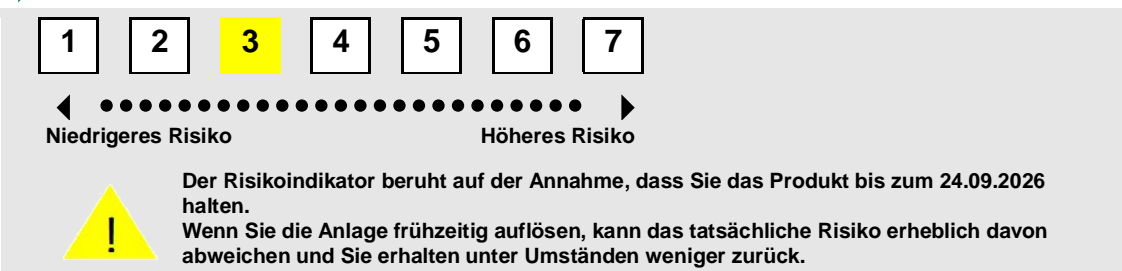 1 2 3 4 5 6 7
Niedrigeres Risiko Höheres Risiko
Der Risikoindikator beruht auf der Annahme, dass Sie das Produkt bis zum 24.09.2026
halten.
!
Wenn Sie die Anlage frühzeitig auflösen, kann das tatsächliche Risiko erheblich davon
abweichen und Sie erhalten unter Umständen weniger zurück.